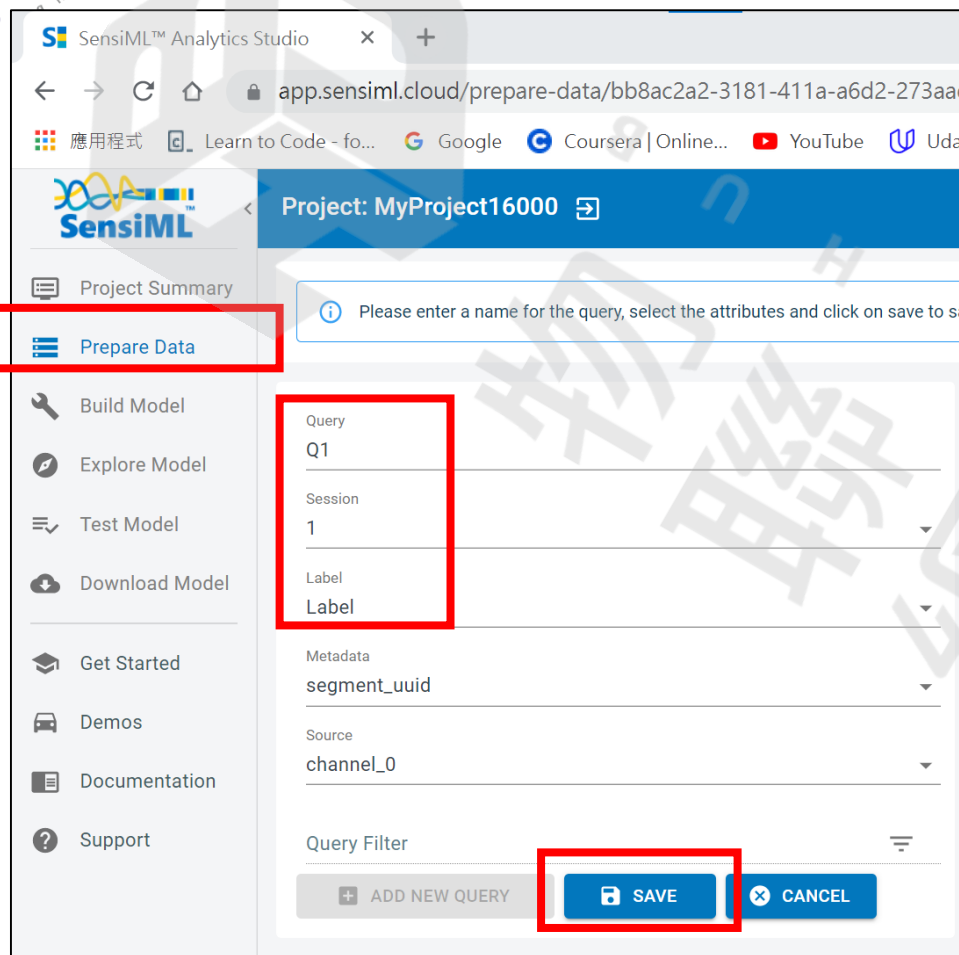 SensiML™ Analytics Studio
app.sensiml.cloud/prepare-data/bb8ac2a2-3181-411a-a6d2-273aa
應用程式 Learn to Code - fo... Google Coursera | Online... YouTube Uda
SensiML™
Project: MyProject16000
Project Summary
Please enter a name for the query, select the attributes and click on save to s
Prepare Data
Build Model
Explore Model
Test Model
Download Model
Get Started
Demos
Documentation
Support
Query
Q1
Session
1
Label
Label
Metadata
segment_uuid
Source
channel_0
Query Filter
ADD NEW QUERY SAVE CANCEL